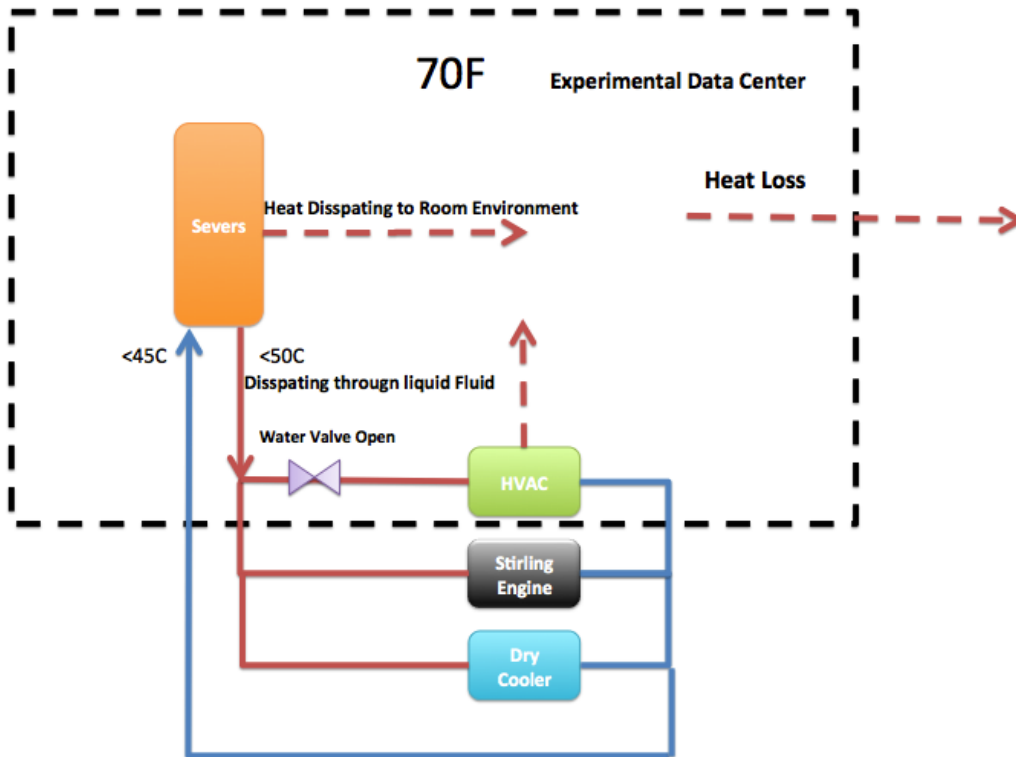 70F
Experimental Data Center
Heat Loss
Heat Disspating to Room Environment
Severs
<45C
<50C
Disspating througn liquid Fluid
Water Valve Open
HVAC
Stirling
Engine
Dry
Cooler